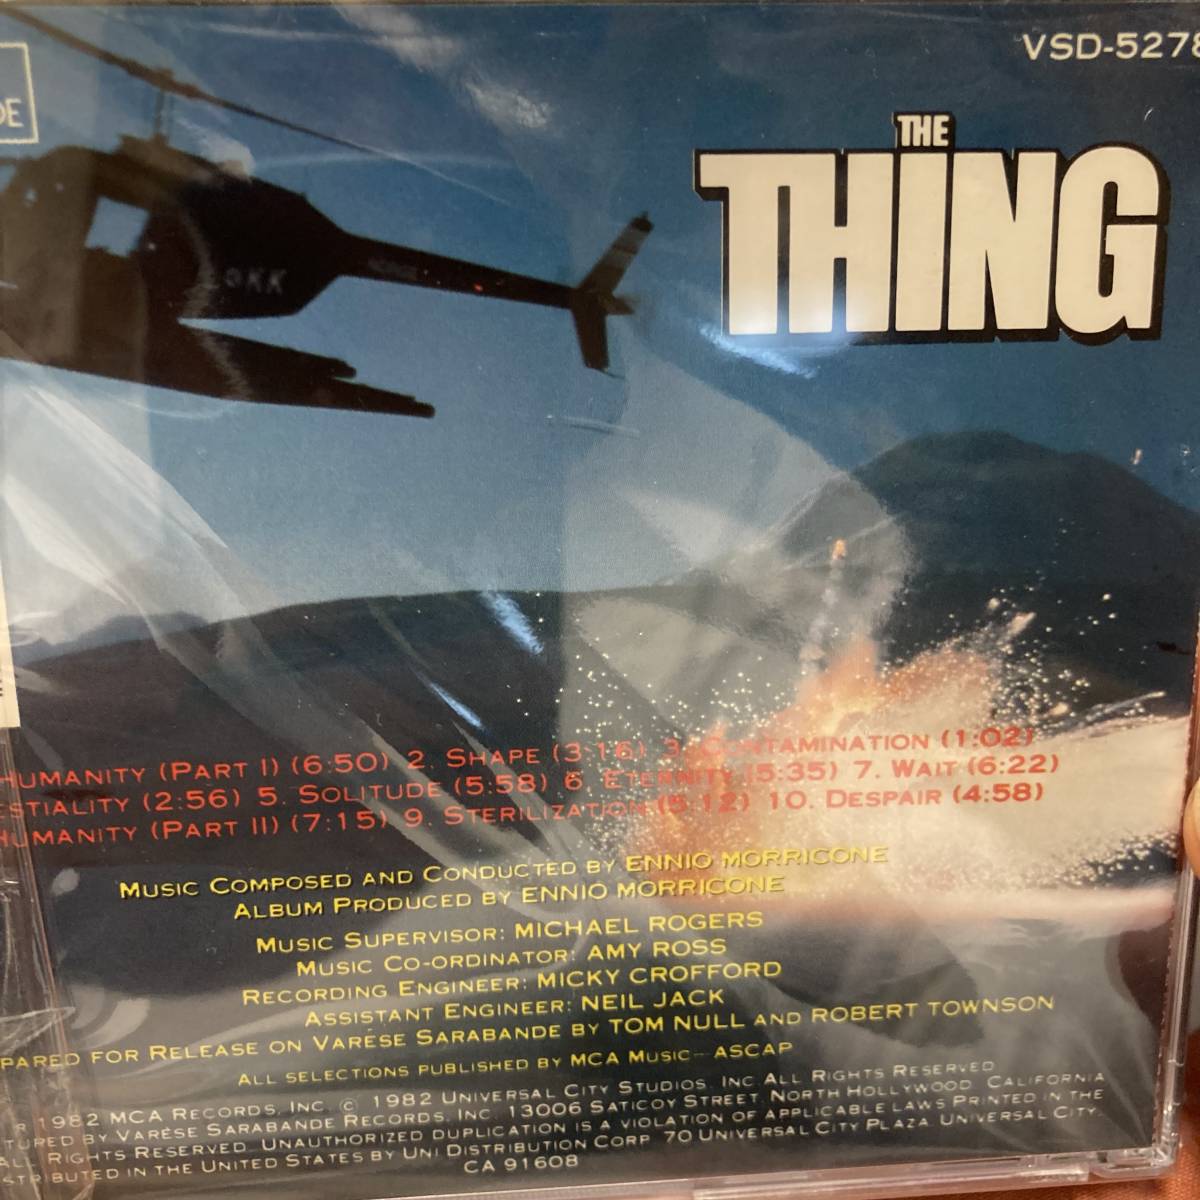 DE
VSD-5278
THE
THING
KK
HUMANITY (PART I) (6:50) 2. SHAPE (3:16) 3. CONTAMINATION (1:02)
ESTIALITY (2:56) 5. SOLITUDE (5:58) 6. ETERNITY (5:35) 7. WAIT (6:22)
HUMANITY (PART II) (7:15) 9. STERILIZATION (5:12) 10. DESPAIR (4:58)
MUSIC COMPOSED AND CONDUCTED BY ENNIO MORRICONE
ALBUM PRODUCED BY ENNIO MORRICONE
MUSIC SUPERVISOR: MICHAEL ROGERS
MUSIC CO-ORDINATOR: AMY ROSS
RECORDING ENGINEER: MICKY CROFFORD
ASSISTANT ENGINEER: NEIL JACK
PARED FOR RELEASE ON VARÈSE SARABANDE BY TOM NULL AND ROBERT TOWNSON
ALL SELECTIONS PUBLISHED BY MCA MUSIC—ASCAP
1982 MCA RECORDS, INC. © 1982 UNIVERSAL CITY STUDIOS, INC. ALL RIGHTS RESERVED
TURED BY VARÈSE SARABANDE RECORDS, INC. 13006 SATICOY STREET, NORTH HOLLYWOOD, CALIFORNIA
ALL RIGHTS RESERVED. UNAUTHORIZED DUPLICATION IS A VIOLATION OF APPLICABLE LAWS PRINTED IN THE
STRIBUTED IN THE UNITED STATES BY UNI DISTRIBUTION CORP. 70 UNIVERSAL CITY PLAZA, UNIVERSAL CITY,
CA 91608